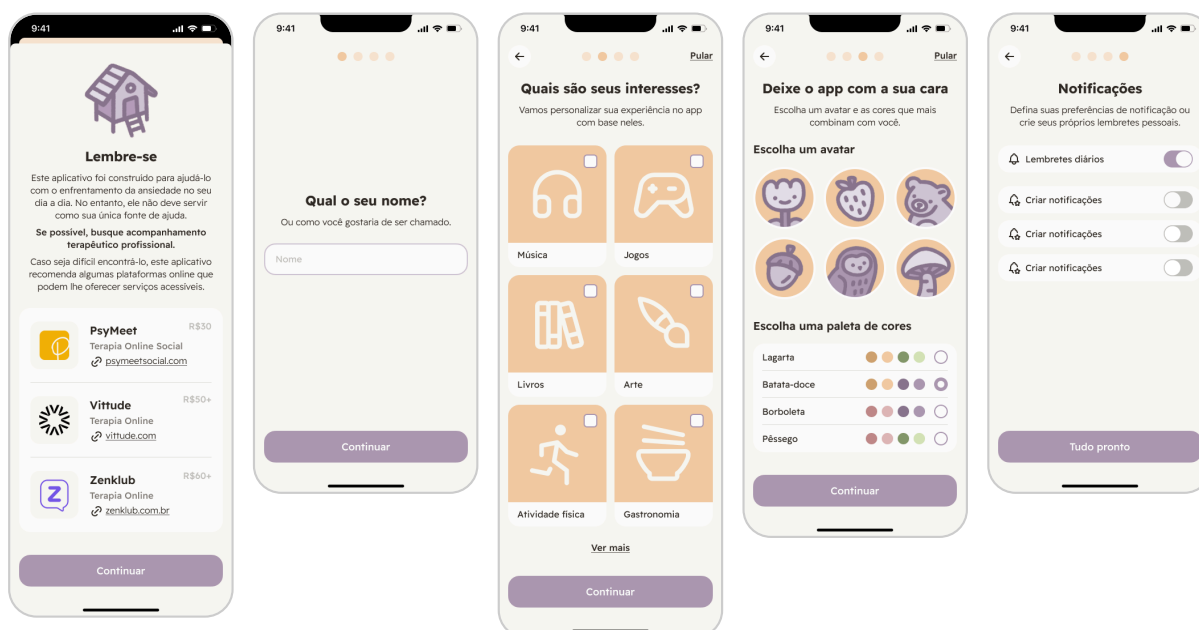 9:41
Lembre-se
Este aplicativo foi construído para ajudá-lo
com o enfrentamento da ansiedade no seu
dia a dia. No entanto, ele não deve servir
como sua única fonte de ajuda.
Se possível, busque acompanhamento
terapêutico profissional.
Caso seja difícil encontrá-lo, este aplicativo
recomenda algumas plataformas online que
podem lhe oferecer serviços acessíveis.
PsyMeet
R$30
Terapia Online Social
psymeetsocial.com
Vittude
R$50+
Terapia Online
vittude.com
Z
Zenklub
R$60+
Terapia Online
zenklub.com.br
Continuar
9:41
Qual o seu nome?
Ou como você gostaria de ser chamado.
Nome
Continuar
9:41
Pular
Quais são seus interesses?
Vamos personalizar sua experiência no app
com base neles.
Música
Jogos
Livros
Arte
Atividade física
Gastronomia
Ver mais
Continuar
9:41
Pular
Deixe o app com a sua cara
Escolha um avatar e as cores que mais
combinam com você.
Escolha um avatar
Escolha uma paleta de cores
Lagarta
Batata-doce
Borboleta
Pêssego
Continuar
9:41
Notificações
Defina suas preferências de notificação ou
crie seus próprios lembretes pessoais.
Lembretes diários
Criar notificações
Criar notificações
Criar notificações
Tudo pronto